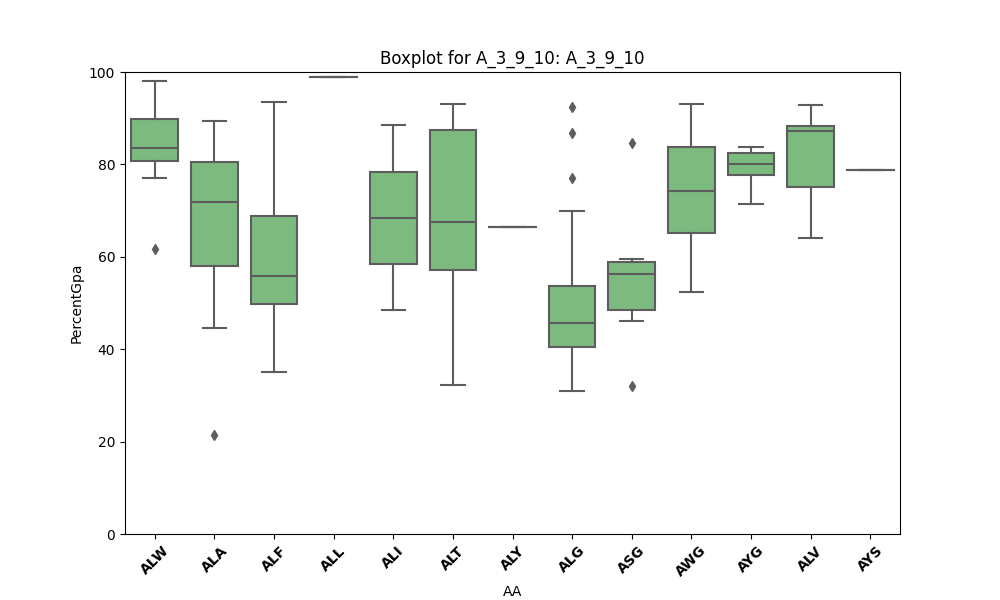 Boxplot for A_3_9_10: A_3_9_10
100
80
60
40
20
0
PercentGpa
ALW
ALA
ALF
ALL
ALI
ALT
ALY
ALG
ASG
AWG
AYG
ALV
AYS
AA